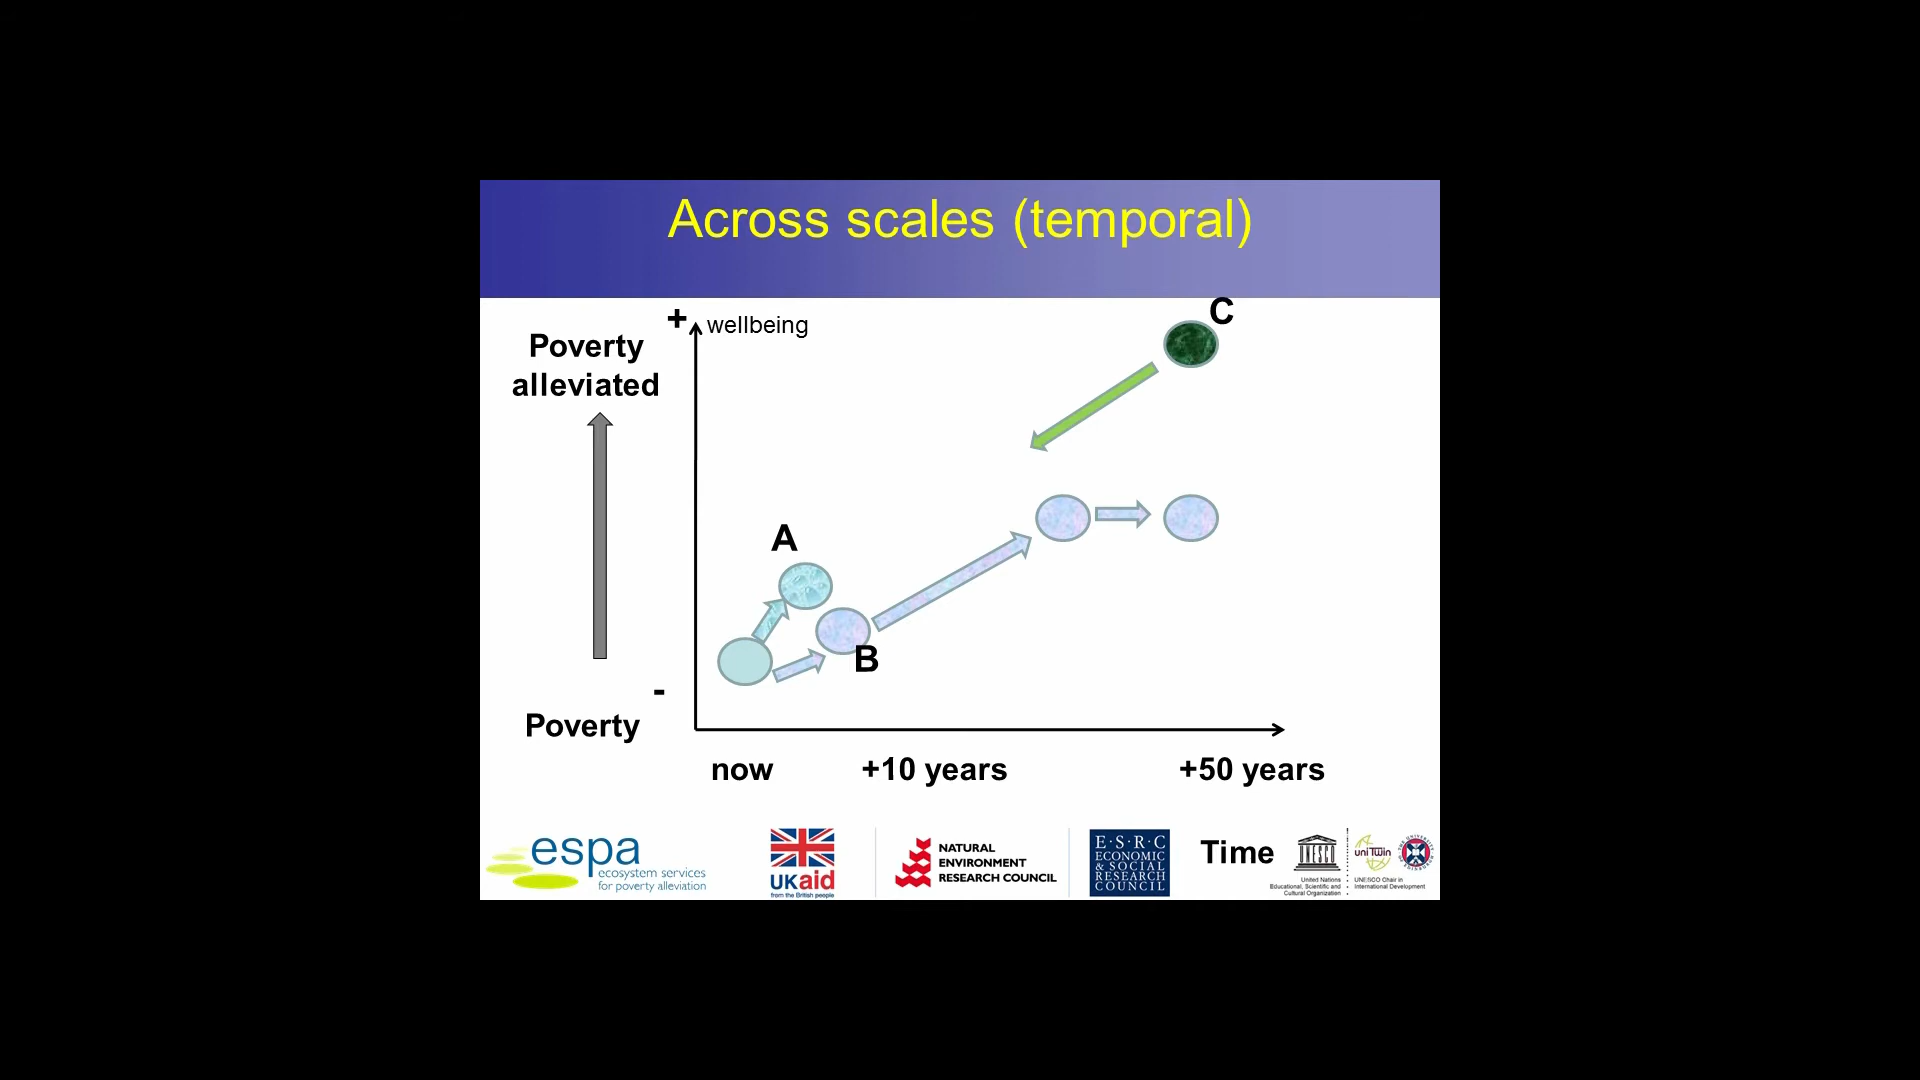 Across scales (temporal)
+
wellbeing
Poverty
alleviated
C
A
B
-
Poverty
now
+10 years
+50 years
Time
espa
ecosystem services
for poverty alleviation
UKaid
from the British people
NATURAL
ENVIRONMENT
RESEARCH COUNCIL
E·S·R·C
ECONOMIC
& SOCIAL
RESEARCH
COUNCIL
UNESCO
United Nations
Educational, Scientific and
Cultural Organization
uniTwin
UNESCO Chair in
International Development